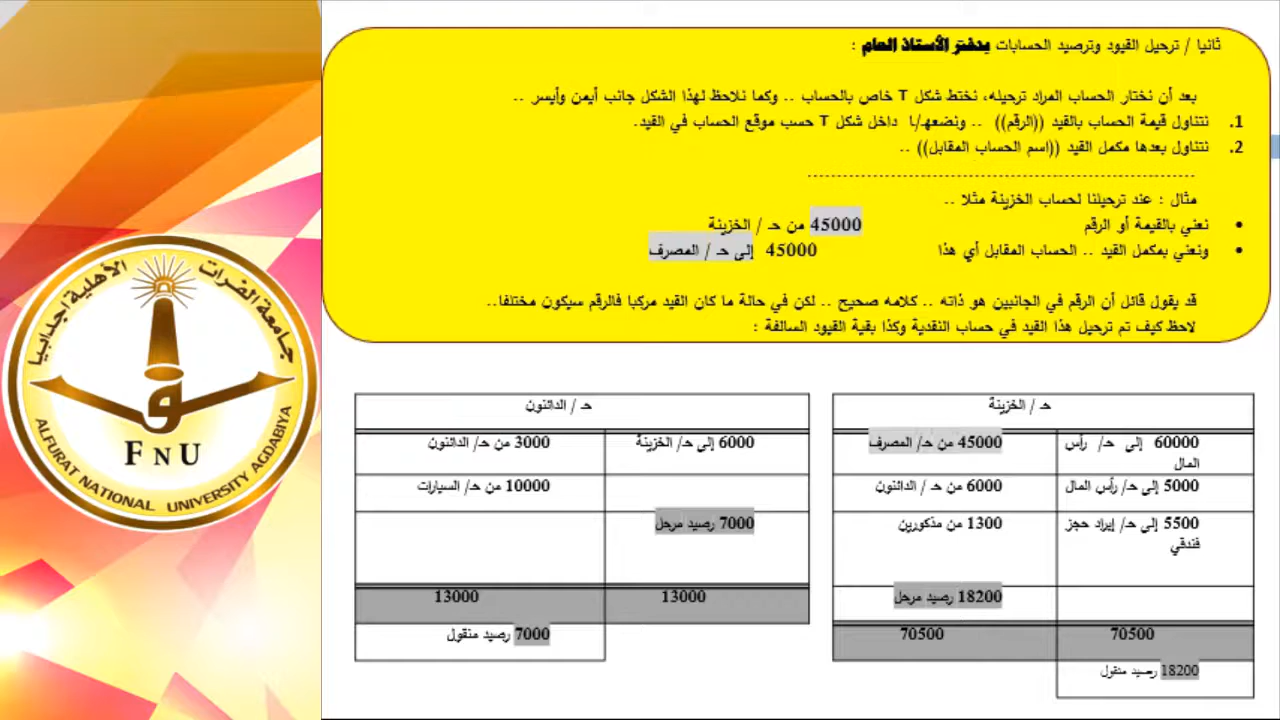 ثانيا / ترحيل القيود وترصيد الحسابات بدفتر الأستاذ العام :
بعد أن نختار الحساب المراد ترحيله، نختط شكل T خاص بالحساب .. وكما نلاحظ لهذا الشكل جانب أيمن وأيسر ..
1. نتناول قيمة الحساب بالقيد ((الرقم)) .. ونضعهـ/ـا داخل شكل T حسب موقع الحساب في القيد.
2. نتناول بعدها مكمل القيد ((اسم الحساب المقابل)) ..
مثال : عند ترحيلنا لحساب الخزينة مثلا ..
• نعني بالقيمة أو الرقم 45000 من حـ / الخزينة
• ونعني بمكمل القيد .. الحساب المقابل أي هذا 45000 إلى حـ / المصرف
قد يقول قائل أن الرقم في الجانبين هو ذاته .. كلامه صحيح .. لكن في حالة ما كان القيد مركبا فالرقم سيكون مختلفا..
لاحظ كيف تم ترحيل هذا القيد في حساب النقدية وكذا بقية القيود السالفة :
حـ / الخزينة
60000 إلى حـ/ رأس المال
45000 من حـ/ المصرف
5000 إلى حـ/ رأس المال
6000 من حـ / الدائنون
5500 إلى حـ/ إيراد حجز فندقي
1300 من مذكورين
18200 رصيد مرحل
70500
70500
18200 رصيد منقول
حـ / الدائنون
6000 إلى حـ/ الخزينة
3000 من حـ/ الدائنون
10000 من حـ/ السيارات
7000 رصيد مرحل
13000
13000
7000 رصيد منقول
جامعة الفرات الأهلية/ إجدابيا
FNU
ALFURAT NATIONAL UNIVERSITY AGDABIYA